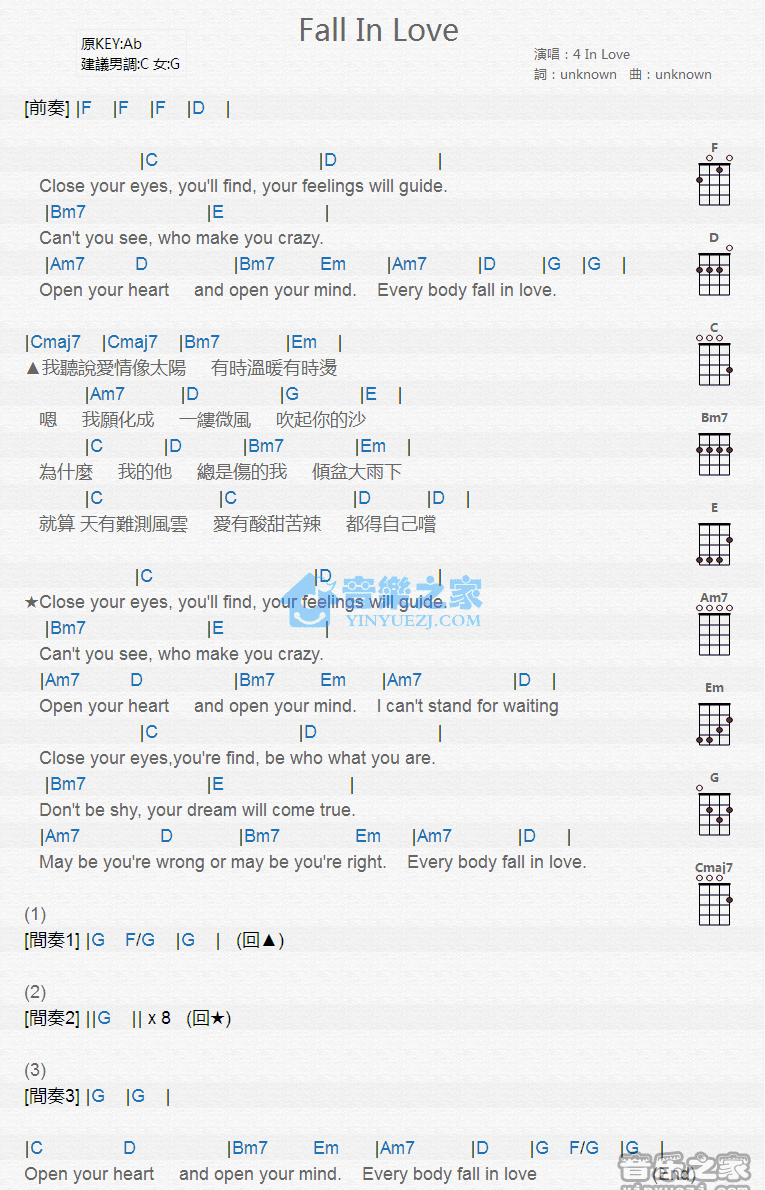 Fall In Love
原KEY:Ab
建議男調:C 女:G
演唱：4 In Love
詞：unknown 曲：unknown
[前奏] |F |F |F |D |
|C |D |
Close your eyes, you'll find, your feelings will guide.
|Bm7 |E |
Can't you see, who make you crazy.
|Am7 D |Bm7 Em |Am7 |D |G |G |
Open your heart and open your mind. Every body fall in love.
|Cmaj7 |Cmaj7 |Bm7 |Em |
▲我聽說愛情像太陽 有時溫暖有時燙
|Am7 |D |G |E |
嗯 我願化成 一縷微風 吹起你的沙
|C |D |Bm7 |Em |
為什麼 我的他 總是傷的我 傾盆大雨下
|C |C |D |D |
就算 天有難測風雲 愛有酸甜苦辣 都得自己嚐
|C |D |
★Close your eyes, you'll find, your feelings will guide.
|Bm7 |E |
Can't you see, who make you crazy.
|Am7 D |Bm7 Em |Am7 |D |
Open your heart and open your mind. I can't stand for waiting
|C |D |
Close your eyes,you're find, be who what you are.
|Bm7 |E |
Don't be shy, your dream will come true.
|Am7 D |Bm7 Em |Am7 |D |
May be you're wrong or may be you're right. Every body fall in love.
(1)
[間奏1] |G F/G |G | (回▲)
(2)
[間奏2] ||G || x 8 (回★)
(3)
[間奏3] |G |G |
|C D |Bm7 Em |Am7 |D |G F/G |G |
Open your heart and open your mind. Every body fall in love (End)
F
D
C
Bm7
E
Am7
Em
G
Cmaj7
音樂之家
YINYUEZJ.COM
音乐之家